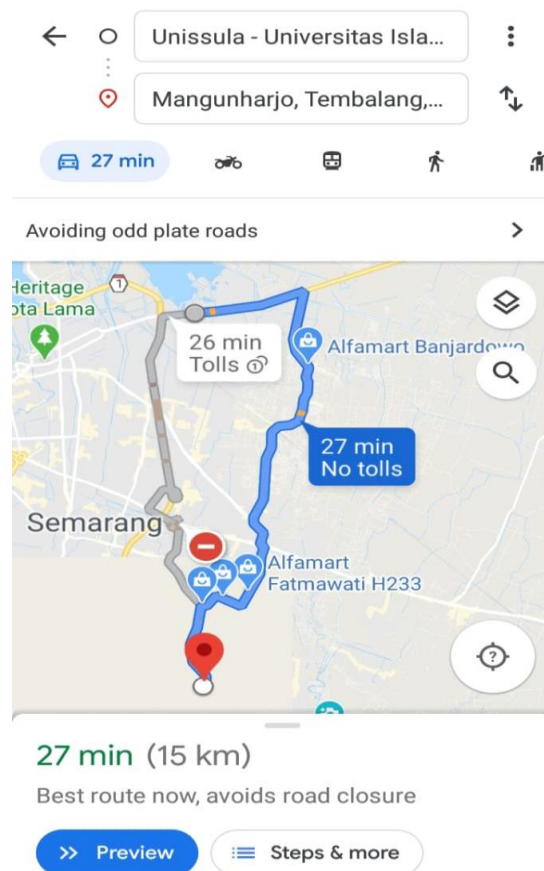 Unissula - Universitas Isla...
Mangunharjo, Tembalang,...
27 min
Avoiding odd plate roads
Heritage
ota Lama
1
26 min
Tolls
Alfamart Banjardowo
27 min
No tolls
Semarang
Alfamart
Fatmawati H233
?
27 min (15 km)
Best route now, avoids road closure
Preview
Steps & more